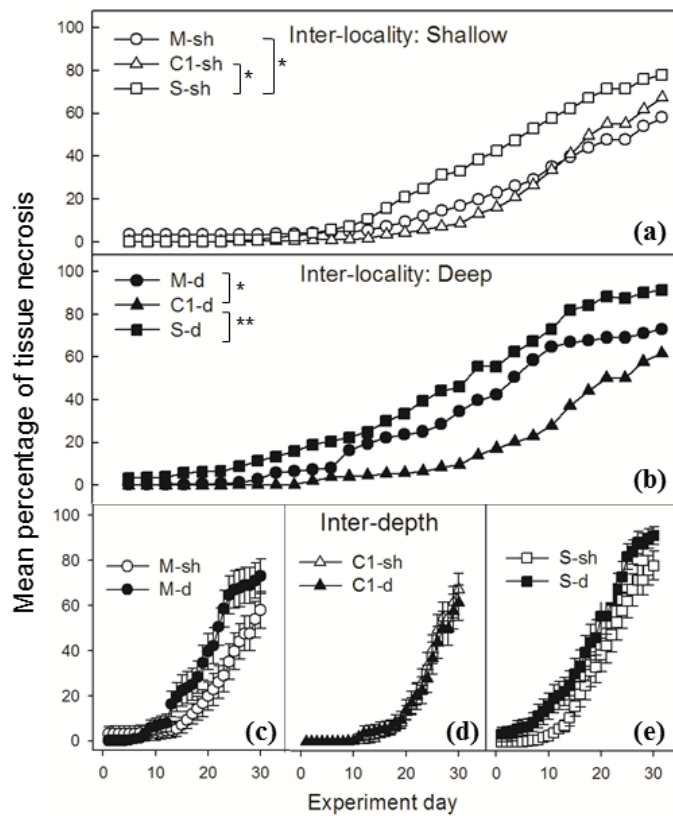 Inter-locality: Shallow
M-sh
C1-sh
S-sh
*
*
100
80
60
40
20
0
(a)
Inter-locality: Deep
M-d
C1-d
S-d
*
**
100
80
60
40
20
0
(b)
Mean percentage of tissue necrosis
Inter-depth
100
80
60
40
20
0
M-sh
M-d
(c)
C1-sh
C1-d
(d)
S-sh
S-d
(e)
0 10 20 30 0 10 20 30 0 10 20 30
Experiment day